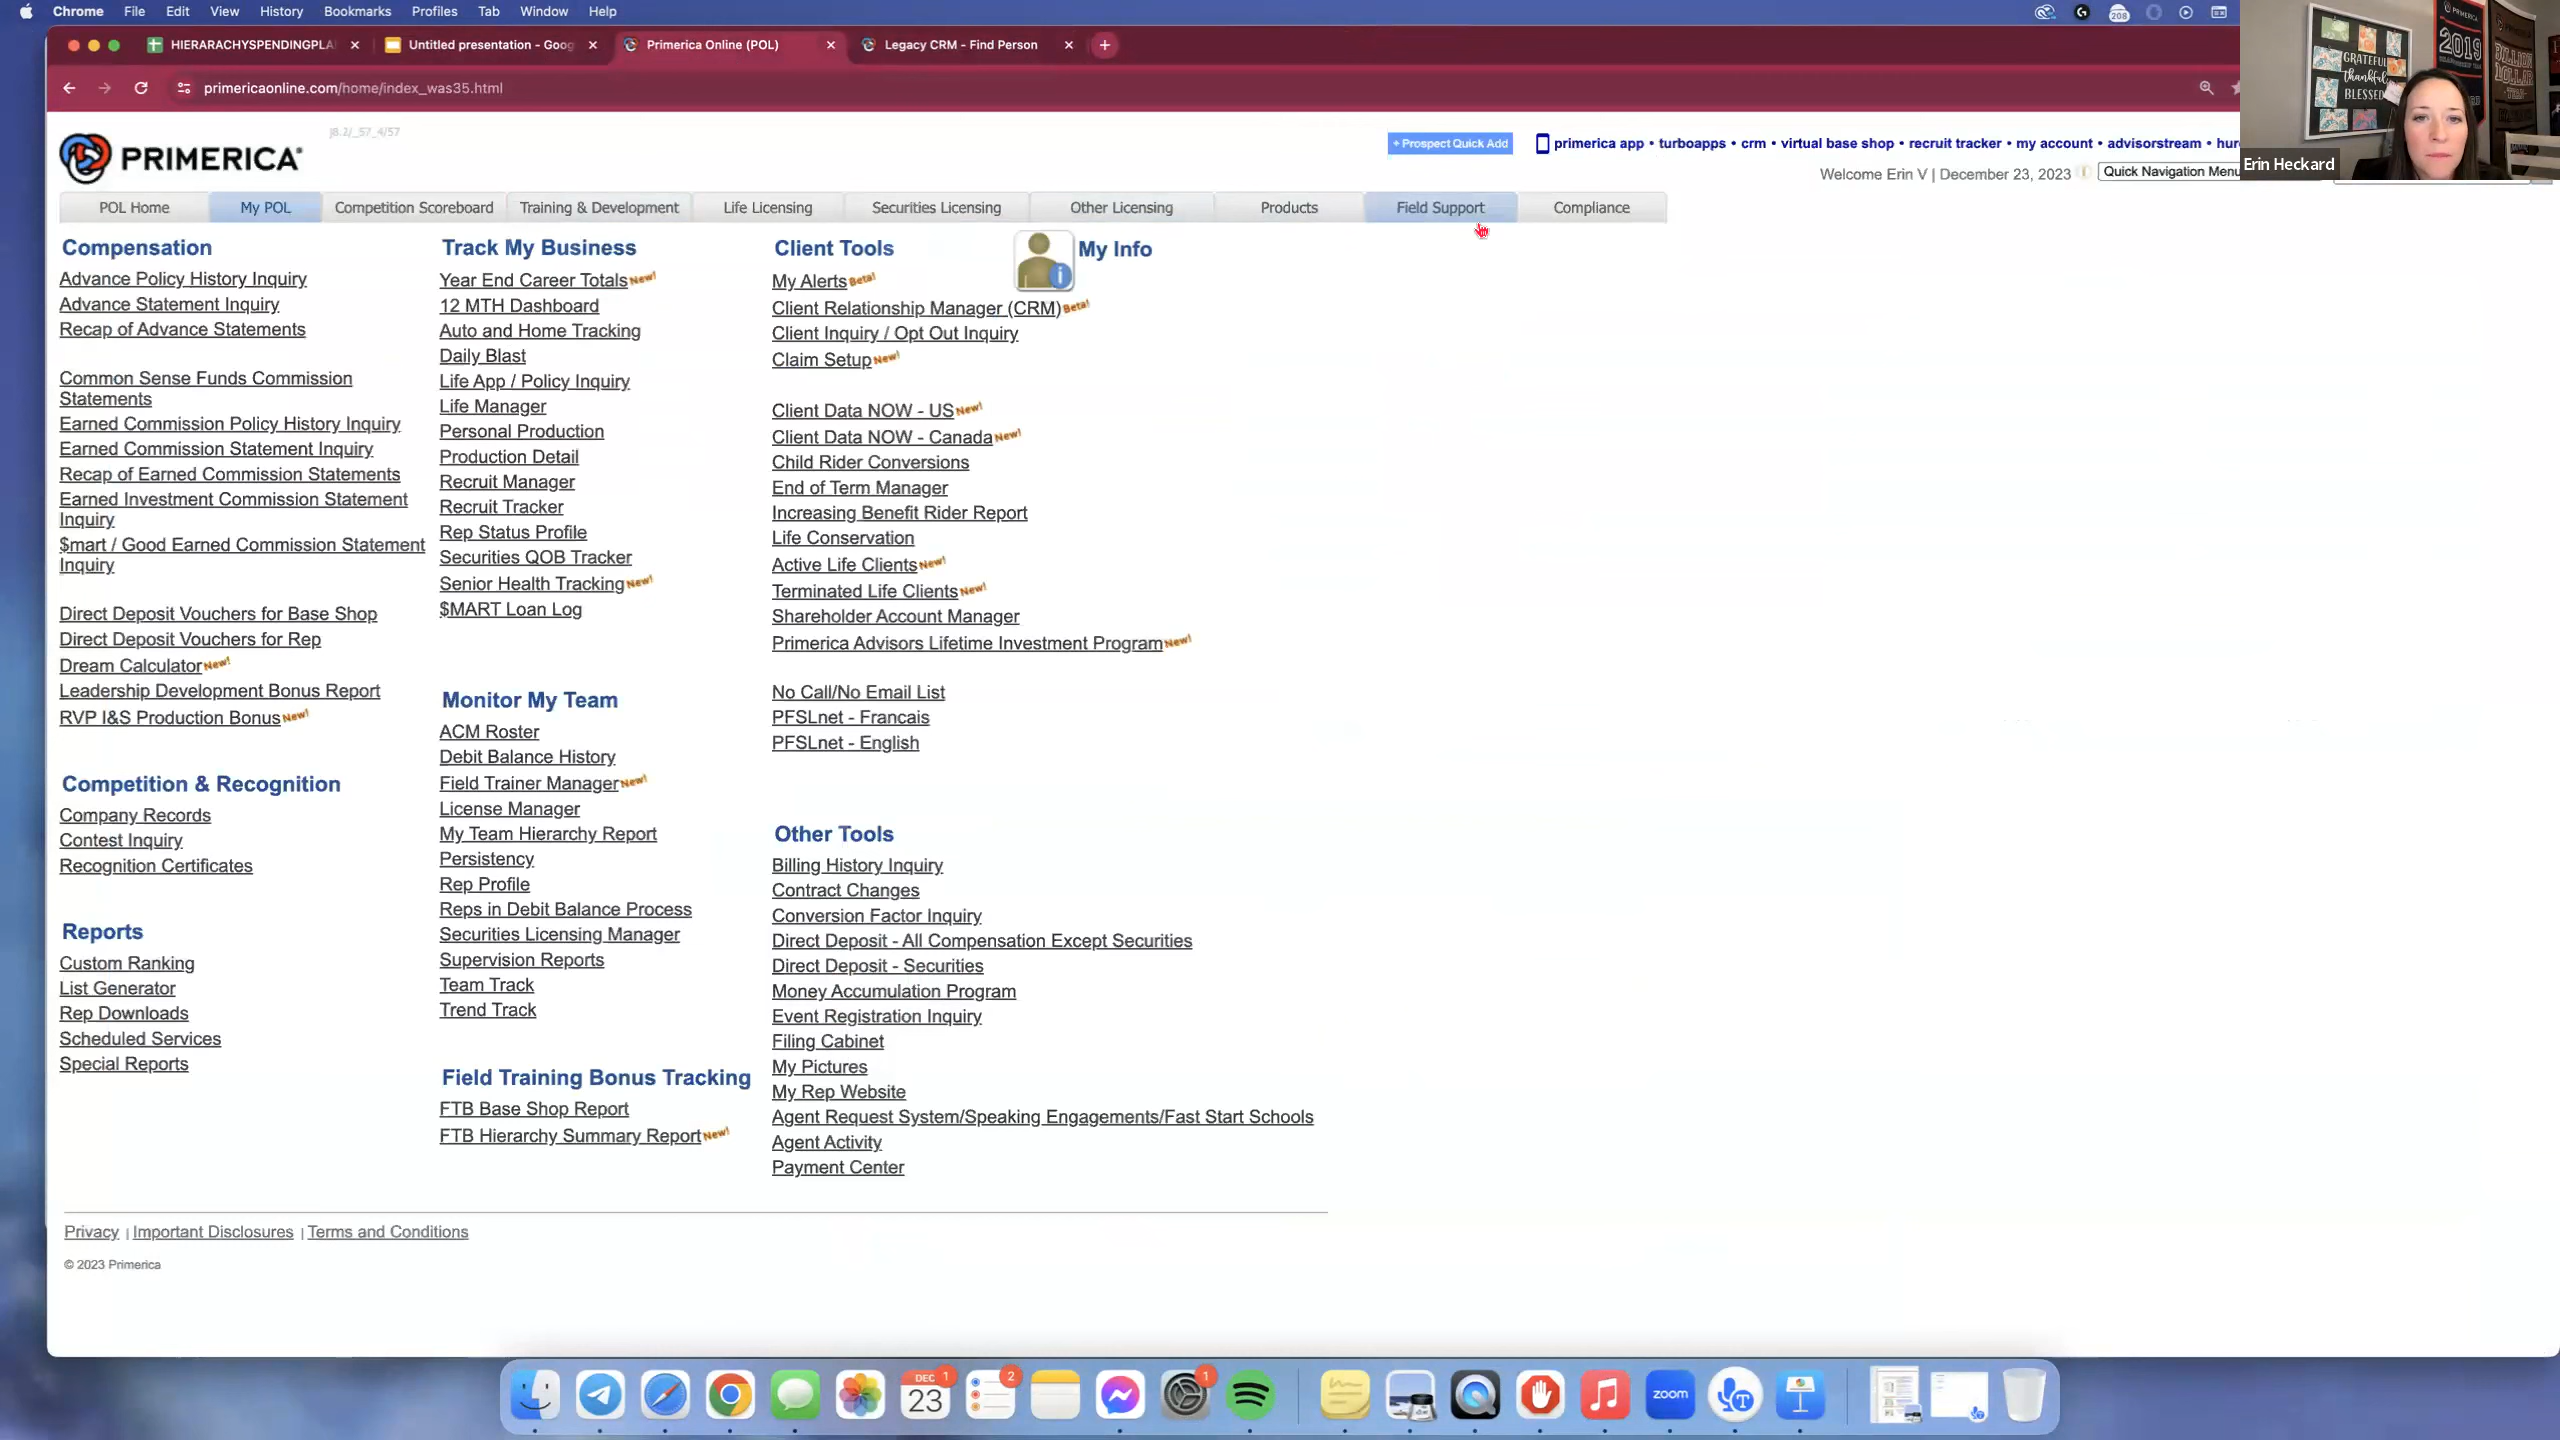 Chrome File Edit View History Bookmarks Profiles Tab Window Help
208
HIERARACHYSPENDINGPLA
Untitled presentation - Goog
Primerica Online (POL)
Legacy CRM - Find Person
primericaonline.com/home/index_was35.html
j8.2/_57_4/57
PRIMERICA
+ Prospect Quick Add
primerica app • turboapps • crm • virtual base shop • recruit tracker • my account • advisorstream •
Welcome Erin V | December 23, 2023
Quick Navigation Menu
GRATEFUL
thankful
BLESSED
2019
BILLION
DOLLAR
Erin Heckard
POL Home
My POL
Competition Scoreboard
Training & Development
Life Licensing
Securities Licensing
Other Licensing
Products
Field Support
Compliance
Compensation
Advance Policy History Inquiry
Advance Statement Inquiry
Recap of Advance Statements
Common Sense Funds Commission
Statements
Earned Commission Policy History Inquiry
Earned Commission Statement Inquiry
Recap of Earned Commission Statements
Earned Investment Commission Statement
Inquiry
$mart / Good Earned Commission Statement
Inquiry
Direct Deposit Vouchers for Base Shop
Direct Deposit Vouchers for Rep
Dream Calculator New!
Leadership Development Bonus Report
RVP I&S Production Bonus New!
Competition & Recognition
Company Records
Contest Inquiry
Recognition Certificates
Reports
Custom Ranking
List Generator
Rep Downloads
Scheduled Services
Special Reports
Track My Business
Year End Career Totals New!
12 MTH Dashboard
Auto and Home Tracking
Daily Blast
Life App / Policy Inquiry
Life Manager
Personal Production
Production Detail
Recruit Manager
Recruit Tracker
Rep Status Profile
Securities QOB Tracker
Senior Health Tracking New!
$MART Loan Log
Monitor My Team
ACM Roster
Debit Balance History
Field Trainer Manager New!
License Manager
My Team Hierarchy Report
Persistency
Rep Profile
Reps in Debit Balance Process
Securities Licensing Manager
Supervision Reports
Team Track
Trend Track
Field Training Bonus Tracking
FTB Base Shop Report
FTB Hierarchy Summary Report New!
Client Tools
My Alerts Beta!
Client Relationship Manager (CRM) Beta!
Client Inquiry / Opt Out Inquiry
Claim Setup New!
Client Data NOW - US New!
Client Data NOW - Canada New!
Child Rider Conversions
End of Term Manager
Increasing Benefit Rider Report
Life Conservation
Active Life Clients New!
Terminated Life Clients New!
Shareholder Account Manager
Primerica Advisors Lifetime Investment Program New!
No Call/No Email List
PFSLnet - Francais
PFSLnet - English
Other Tools
Billing History Inquiry
Contract Changes
Conversion Factor Inquiry
Direct Deposit - All Compensation Except Securities
Direct Deposit - Securities
Money Accumulation Program
Event Registration Inquiry
Filing Cabinet
My Pictures
My Rep Website
Agent Request System/Speaking Engagements/Fast Start Schools
Agent Activity
Payment Center
My Info
Privacy | Important Disclosures | Terms and Conditions
© 2023 Primerica
DEC
23
1
2
1
zoom
T